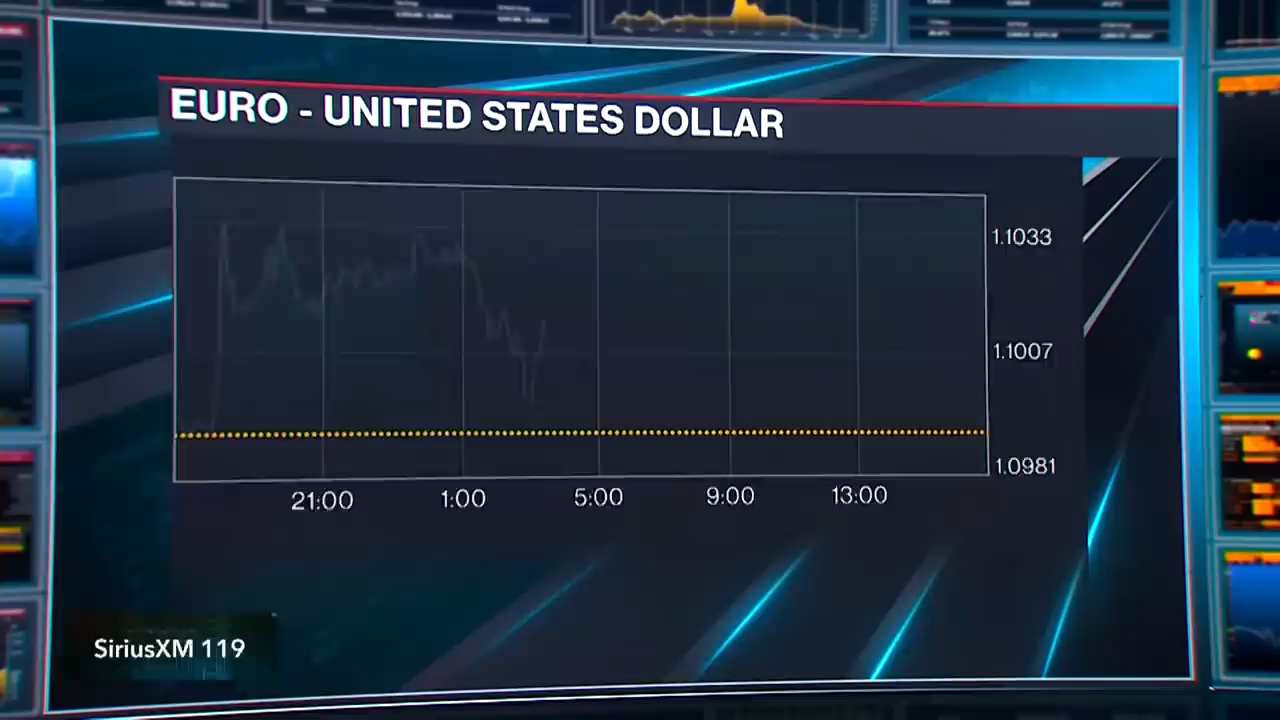 EURO - UNITED STATES DOLLAR
1.1033
1.1007
1.0981
21:00 1:00 5:00 9:00 13:00
SiriusXM 119